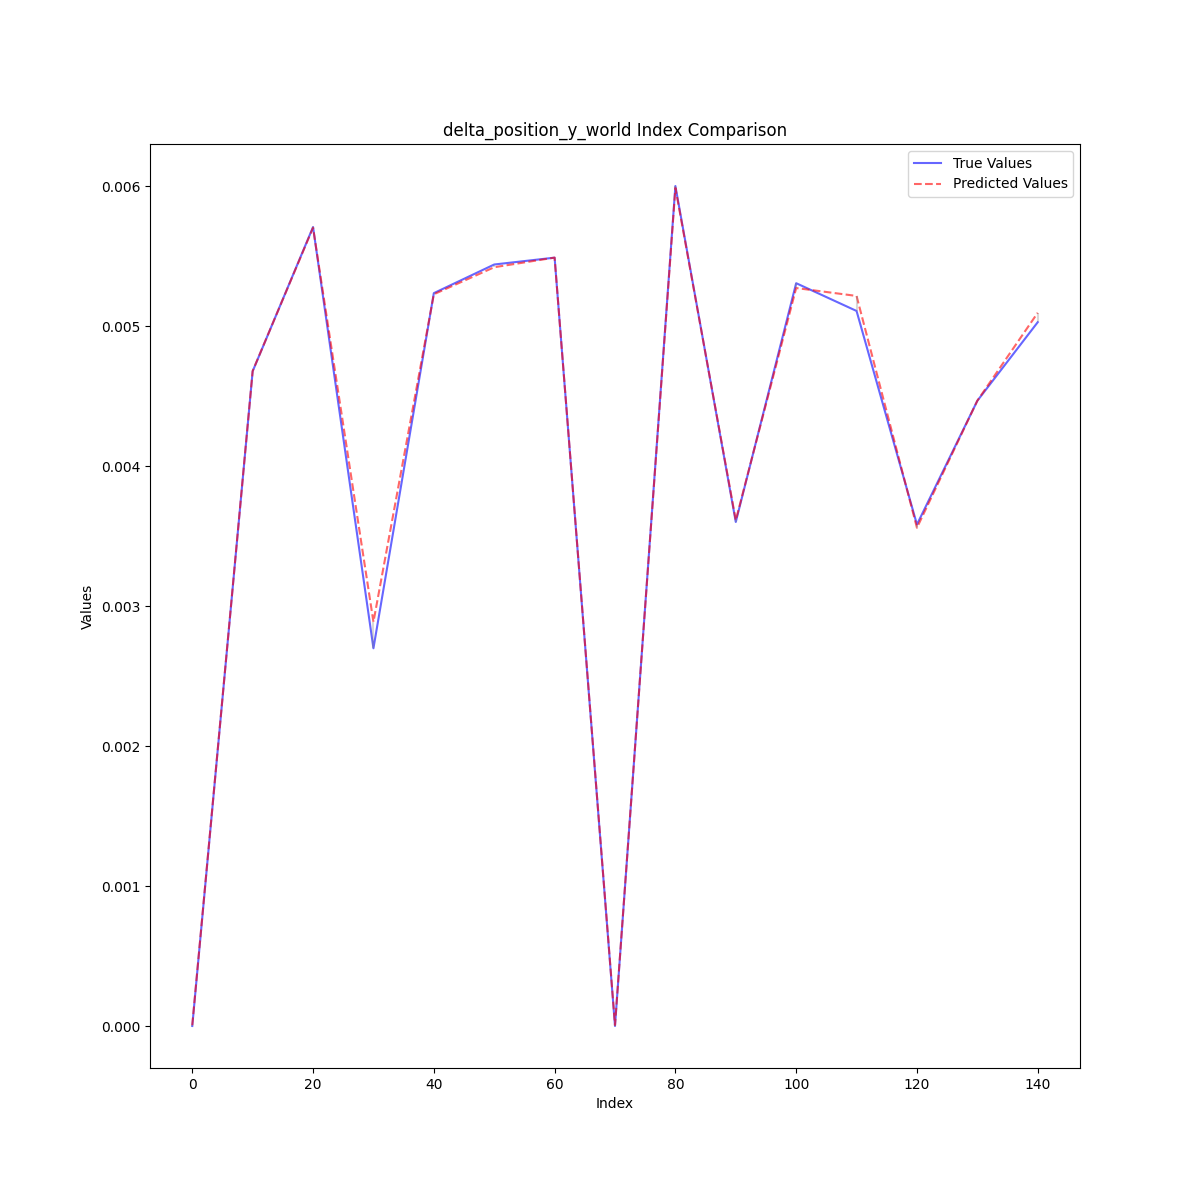 delta_position_y_world Index Comparison
True Values
Predicted Values
0.006
0.005
0.004
0.003
0.002
0.001
0.000
Values
0 20 40 60 80 100 120 140
Index